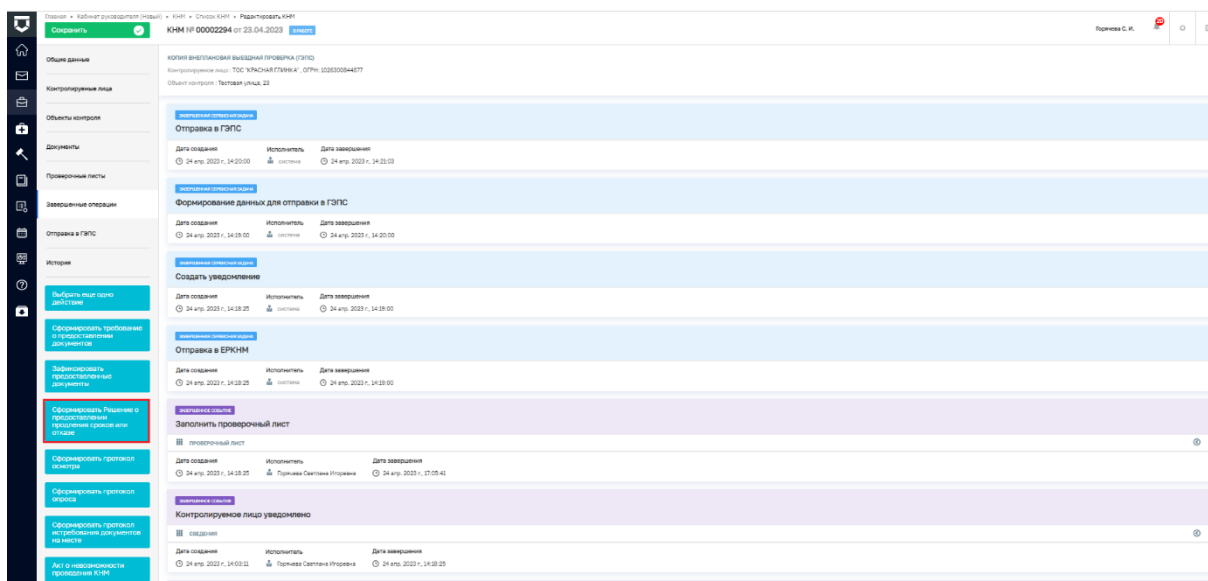 Главная • Кабинет руководителя (Новый) • КНМ • Список КНМ • Редактировать КНМ
Сохранить
КНМ № 00002294 от 23.04.2023 В РАБОТЕ
Горячева С. И.
20
Общие данные
Контролируемые лица
Объекты контроля
Документы
Проверочные листы
Завершенные операции
Отправка в ГЭПС
История
Выбрать еще одно
действие
Сформировать требование
о предоставлении
документов
Зафиксировать
предоставленные
документы
Сформировать Решение о
предоставлении
продления сроков или
отказе
Сформировать протокол
осмотра
Сформировать протокол
опроса
Сформировать протокол
истребования документов
на месте
Акт о невозможности
проведения КНМ
КОПИЯ ВНЕПЛАНОВАЯ ВЫЕЗДНАЯ ПРОВЕРКА (ГЭПС)
Контролируемое лицо: ТОС "КРАСНАЯ ГЛИНКА", ОГРН: 1026300844677
Объект контроля: Тестовая улица, 23
ЗАВЕРШЕННАЯ СЕРВИСНАЯ ЗАДАЧА
Отправка в ГЭПС
Дата создания Исполнитель Дата завершения
24 апр. 2023 г., 14:20:00 система 24 апр. 2023 г., 14:21:03
ЗАВЕРШЕННАЯ СЕРВИСНАЯ ЗАДАЧА
Формирование данных для отправки в ГЭПС
Дата создания Исполнитель Дата завершения
24 апр. 2023 г., 14:19:00 система 24 апр. 2023 г., 14:20:00
ЗАВЕРШЕННАЯ СЕРВИСНАЯ ЗАДАЧА
Создать уведомление
Дата создания Исполнитель Дата завершения
24 апр. 2023 г., 14:18:25 система 24 апр. 2023 г., 14:19:00
ЗАВЕРШЕННАЯ СЕРВИСНАЯ ЗАДАЧА
Отправка в ЕРКНМ
Дата создания Исполнитель Дата завершения
24 апр. 2023 г., 14:18:25 система 24 апр. 2023 г., 14:19:00
ЗАВЕРШЕННОЕ СОБЫТИЕ
Заполнить проверочный лист
ПРОВЕРОЧНЫЙ ЛИСТ
Дата создания Исполнитель Дата завершения
24 апр. 2023 г., 14:18:25 Горячева Светлана Игоревна 24 апр. 2023 г., 17:05:41
ЗАВЕРШЕННОЕ СОБЫТИЕ
Контролируемое лицо уведомлено
СВЕДЕНИЯ
Дата создания Исполнитель Дата завершения
24 апр. 2023 г., 14:03:11 Горячева Светлана Игоревна 24 апр. 2023 г., 14:18:25